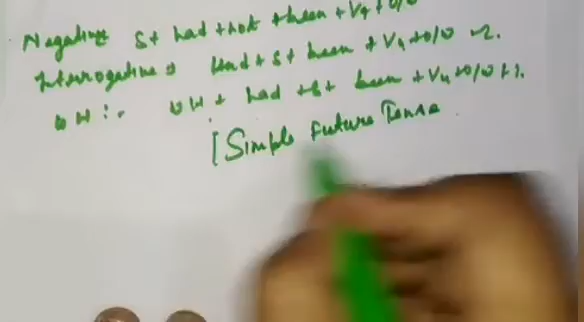 Negative S+ had +not +been +V4 +o/o
Interrogative Had + S+ been + V4 +o/o +?.
WH :. WH + had +S+ been +V4+o/o+?.
[Simple Future Tense